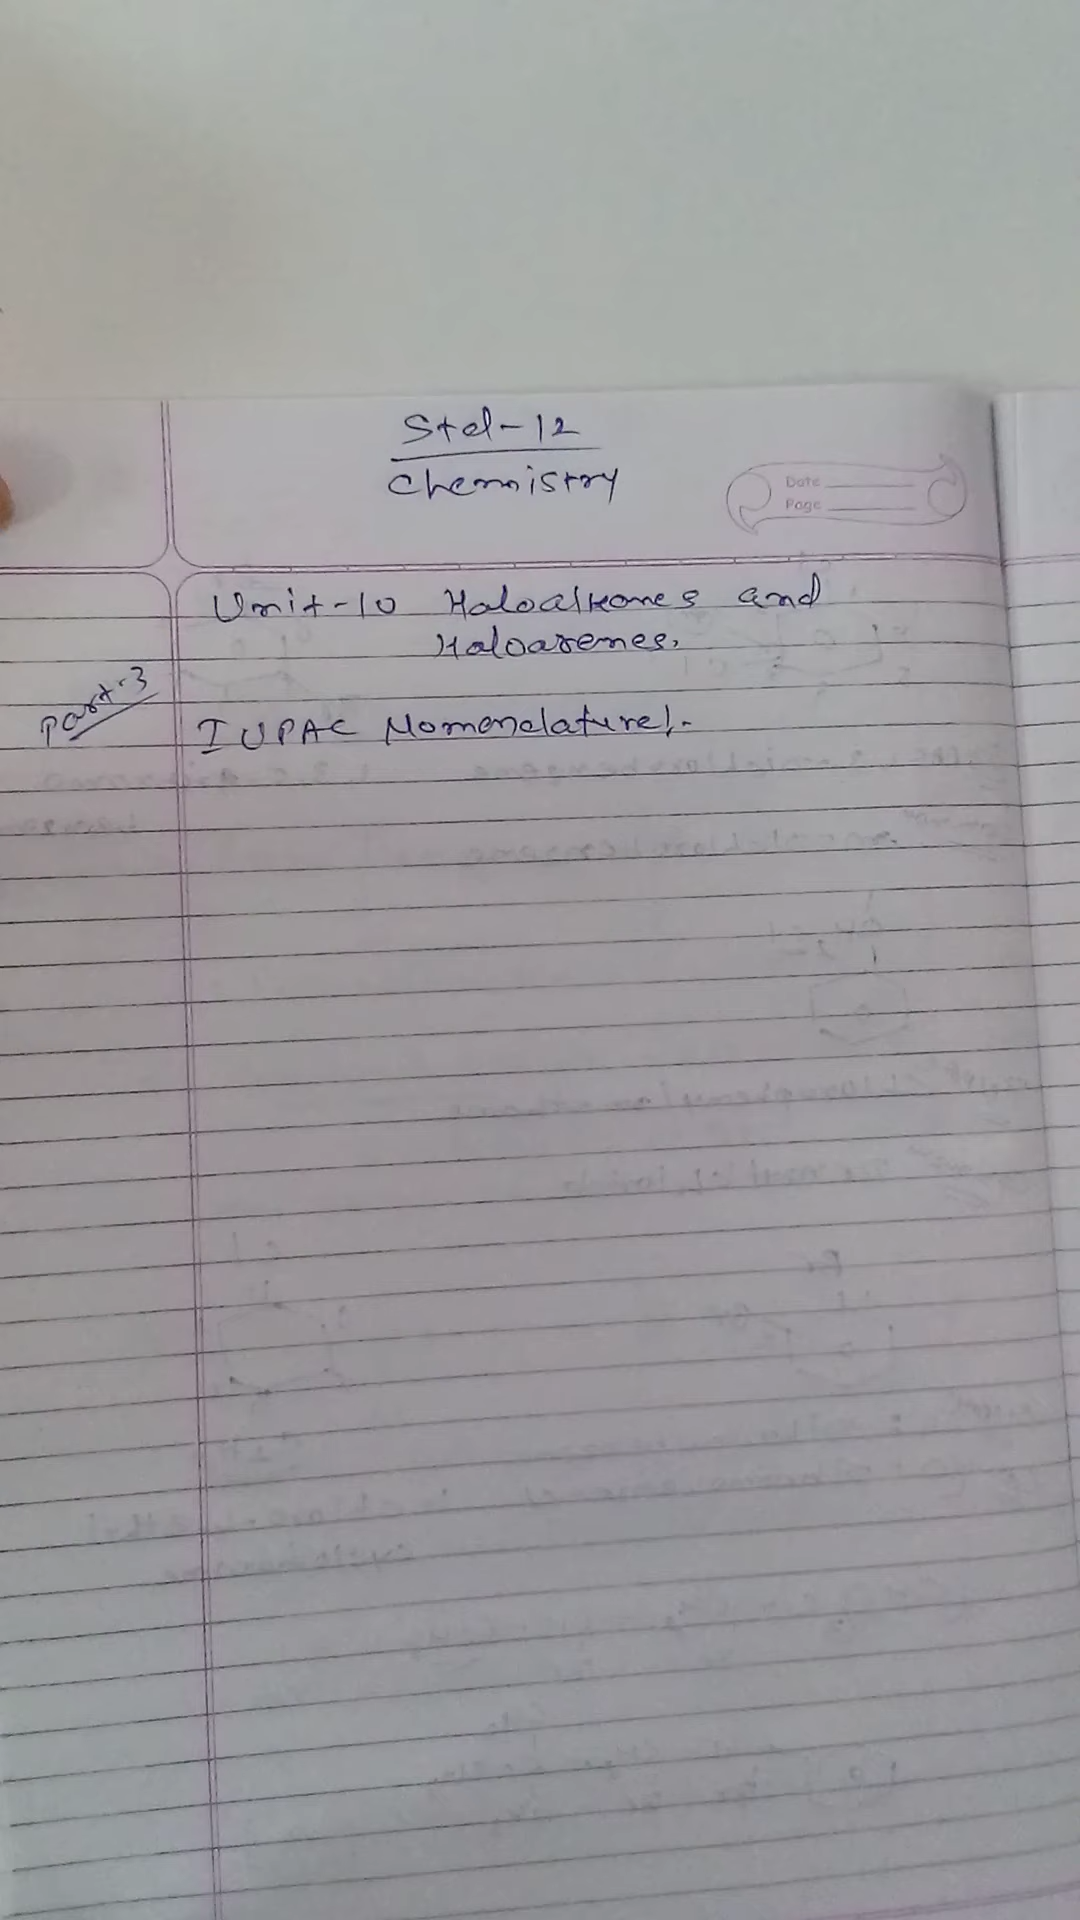 Std-12
Chemistry
Date
Page
Unit-10 Haloalkanes and
Haloarenes.
Part-3
IUPAC Nomenclature:-